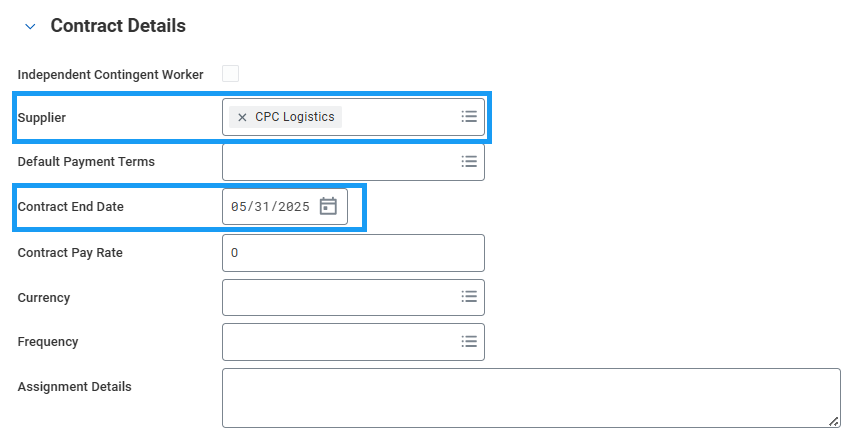 Contract Details
Independent Contingent Worker
Supplier CPC Logistics
Default Payment Terms
Contract End Date 05/31/2025
Contract Pay Rate 0
Currency
Frequency
Assignment Details